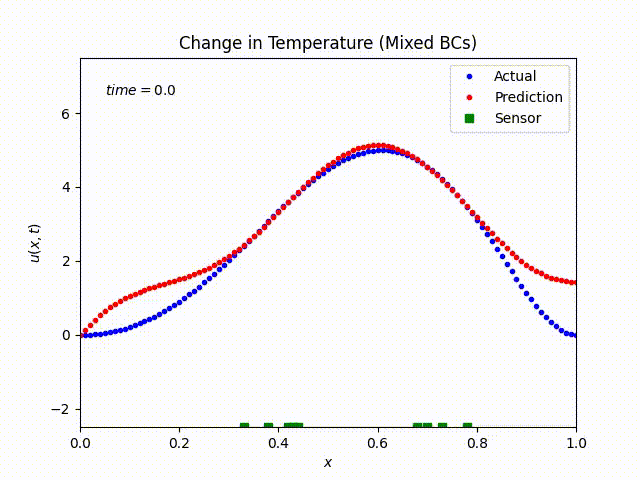 Change in Temperature (Mixed BCs)
time = 0.0
Actual
Prediction
Sensor
u(x, t)
6
4
2
0
−2
0.0 0.2 0.4 0.6 0.8 1.0
x